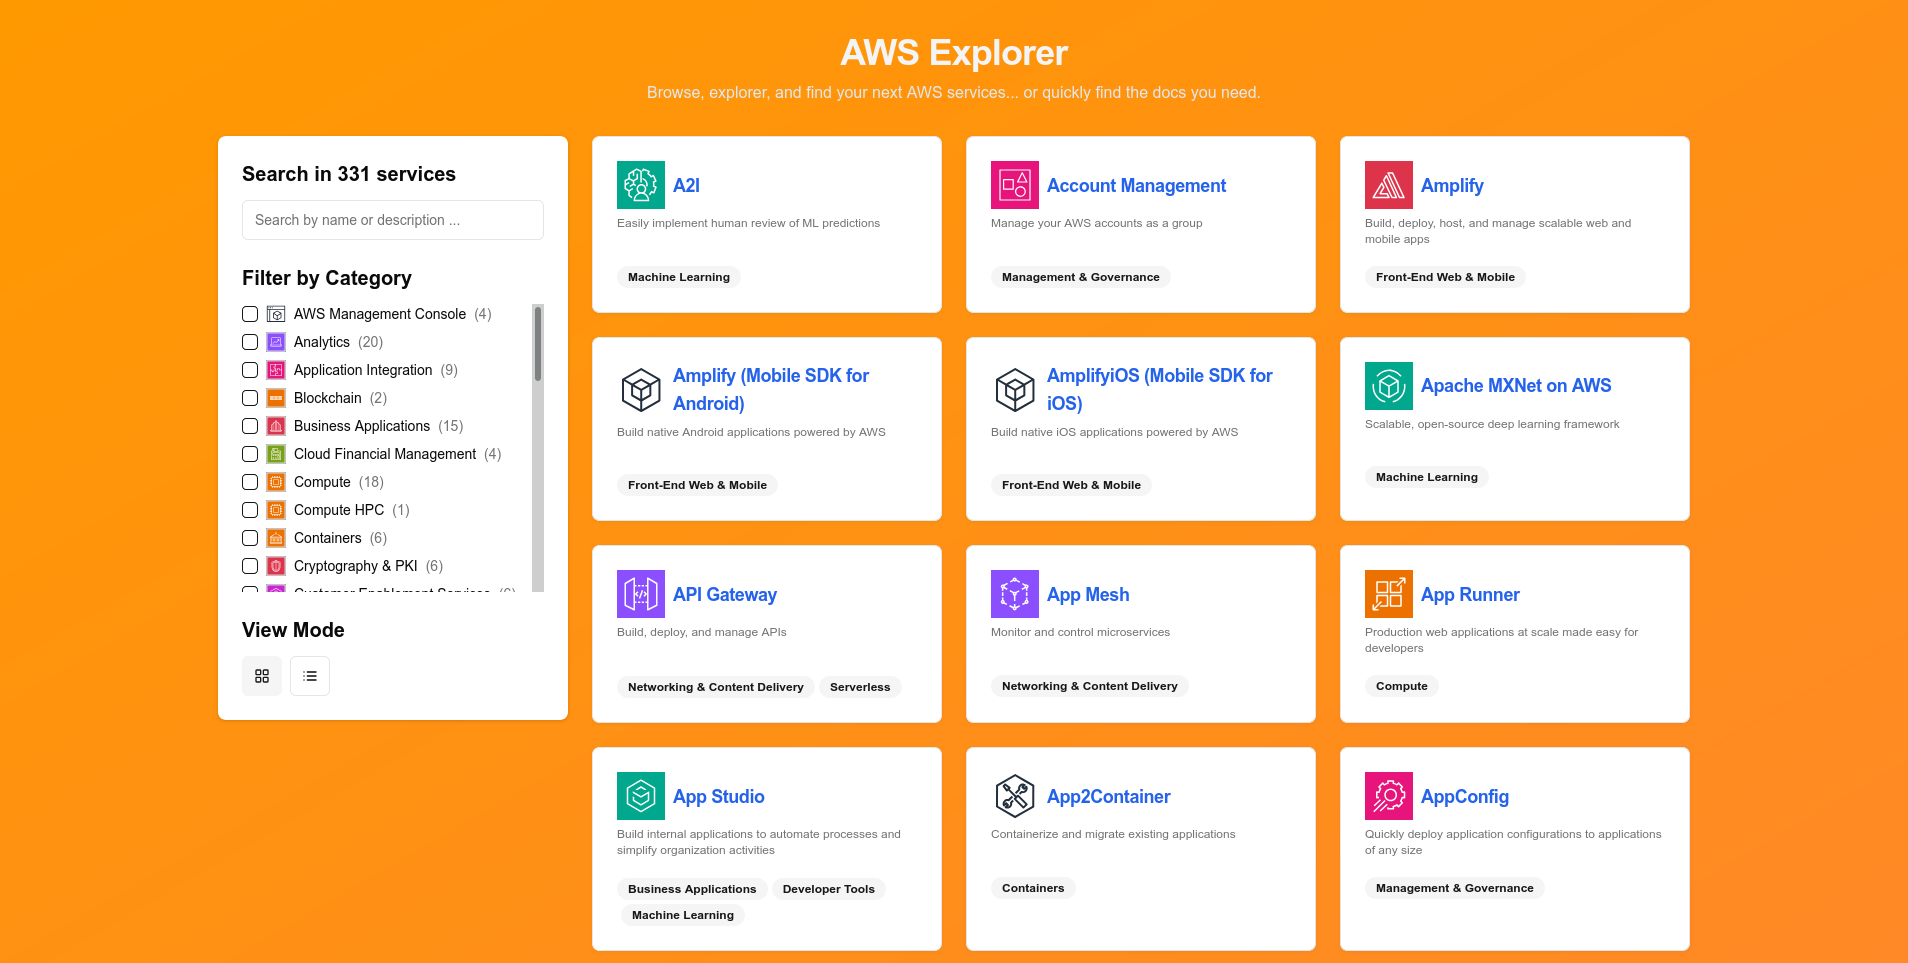 AWS Explorer
Browse, explorer, and find your next AWS services... or quickly find the docs you need.
Search in 331 services
Search by name or description ...
Filter by Category
AWS Management Console (4)
Analytics (20)
Application Integration (9)
Blockchain (2)
Business Applications (15)
Cloud Financial Management (4)
Compute (18)
Compute HPC (1)
Containers (6)
Cryptography & PKI (6)
Customer Enablement Services (6)
View Mode
A2I
Easily implement human review of ML predictions
Machine Learning
Account Management
Manage your AWS accounts as a group
Management & Governance
Amplify
Build, deploy, host, and manage scalable web and
mobile apps
Front-End Web & Mobile
Amplify (Mobile SDK for
Android)
Build native Android applications powered by AWS
Front-End Web & Mobile
AmplifyiOS (Mobile SDK for
iOS)
Build native iOS applications powered by AWS
Front-End Web & Mobile
Apache MXNet on AWS
Scalable, open-source deep learning framework
Machine Learning
API Gateway
Build, deploy, and manage APIs
Networking & Content Delivery Serverless
App Mesh
Monitor and control microservices
Networking & Content Delivery
App Runner
Production web applications at scale made easy for
developers
Compute
App Studio
Build internal applications to automate processes and
simplify organization activities
Business Applications Developer Tools
Machine Learning
App2Container
Containerize and migrate existing applications
Containers
AppConfig
Quickly deploy application configurations to applications
of any size
Management & Governance